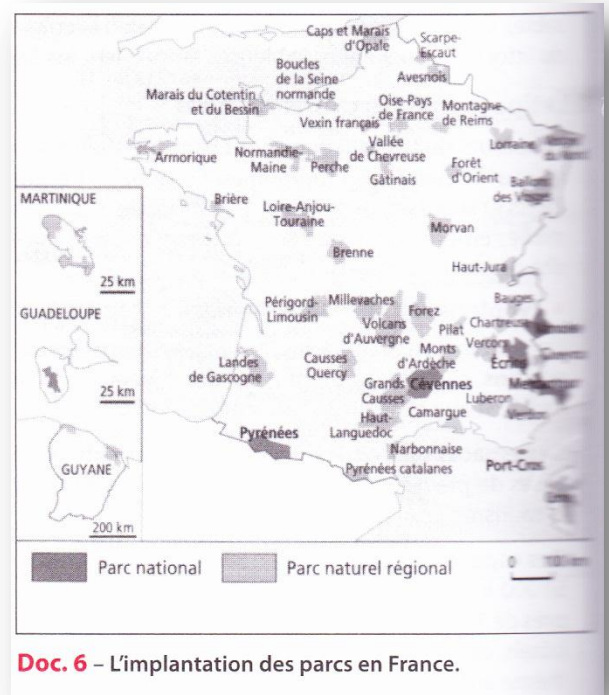 Caps et Marais
d'Opale
Scarpe-
Escaut
Boucles
de la Seine
normande
Avesnois
Marais du Cotentin
et du Bessin
Oise-Pays
de France
Montagne
de Reims
Vexin français
Lorraine
Armorique
Normandie-
Maine
Perche
Vallée
de Chevreuse
Gâtinais
Forêt
d'Orient
Ballons
des Vosges
MARTINIQUE
25 km
Brière
Loire-Anjou-
Touraine
Morvan
Brenne
Haut-Jura
GUADELOUPE
25 km
Périgord-
Limousin
Millevaches
Volcans
d'Auvergne
Forez
Pilat
Bauges
Chartreuse
Vercors
Monts
d'Ardèche
Écrins
Landes
de Gascogne
Causses
Quercy
Grands
Causses
Cévennes
Mercantour
Luberon
Camargue
Verdon
Haut-
Languedoc
Pyrénées
Narbonnaise
Pyrénées catalanes
Port-Cros
GUYANE
200 km
Parc national
Parc naturel régional
0 100 km
Doc. 6 – L'implantation des parcs en France.